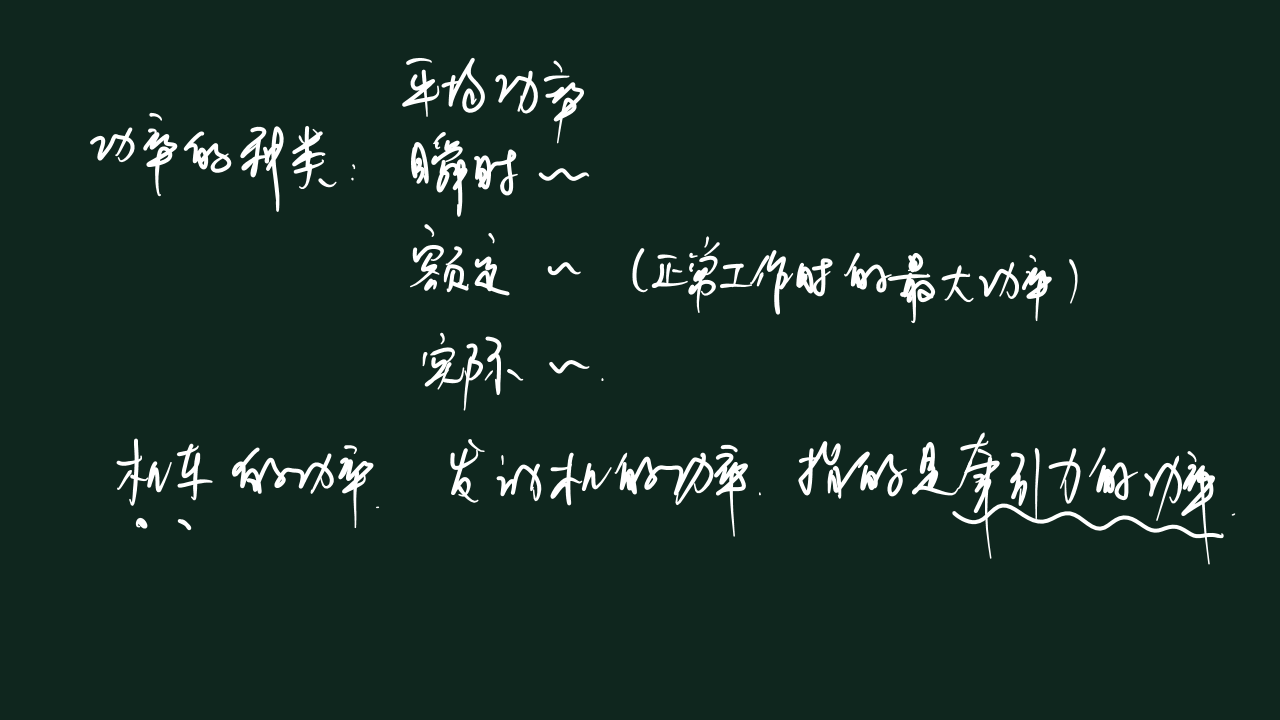 平均功率
功率的种类:
瞬时～
额定～(正常工作时的最大功率)
实际～.
机车的功率. 发动机的功率. 指的是牵引力的功率.